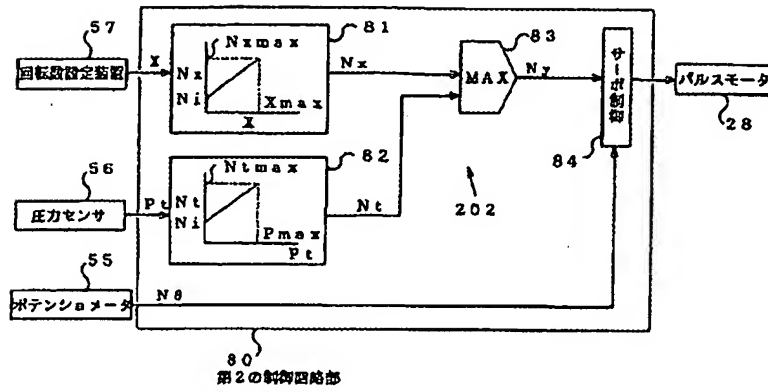 57
回転数設定装置
X
Nxmax
Nx
Ni
Xmax
X
81
Nx
83
MAX
Ny
サーボ制御
84
パルスモータ
28
56
圧力センサ
Pt
Ntmax
Nt
Ni
Pmax
Pt
82
Nt
202
55
ポテンショメータ
Nθ
80
第2の制御回路部